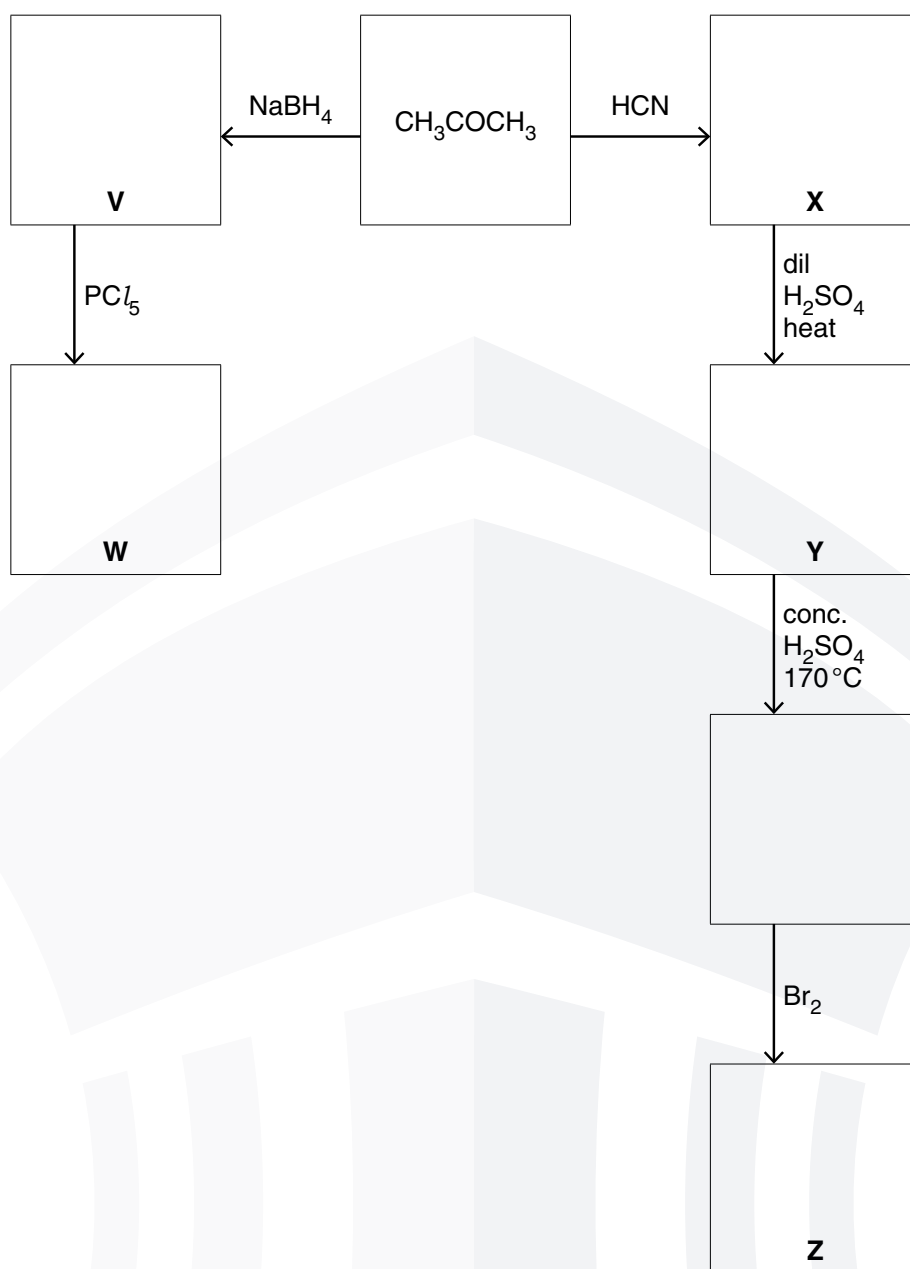 NaBH₄
CH₃COCH₃
HCN
V
X
PCl₅
dil
H₂SO₄
heat
W
Y
conc.
H₂SO₄
170 °C
Br₂
Z